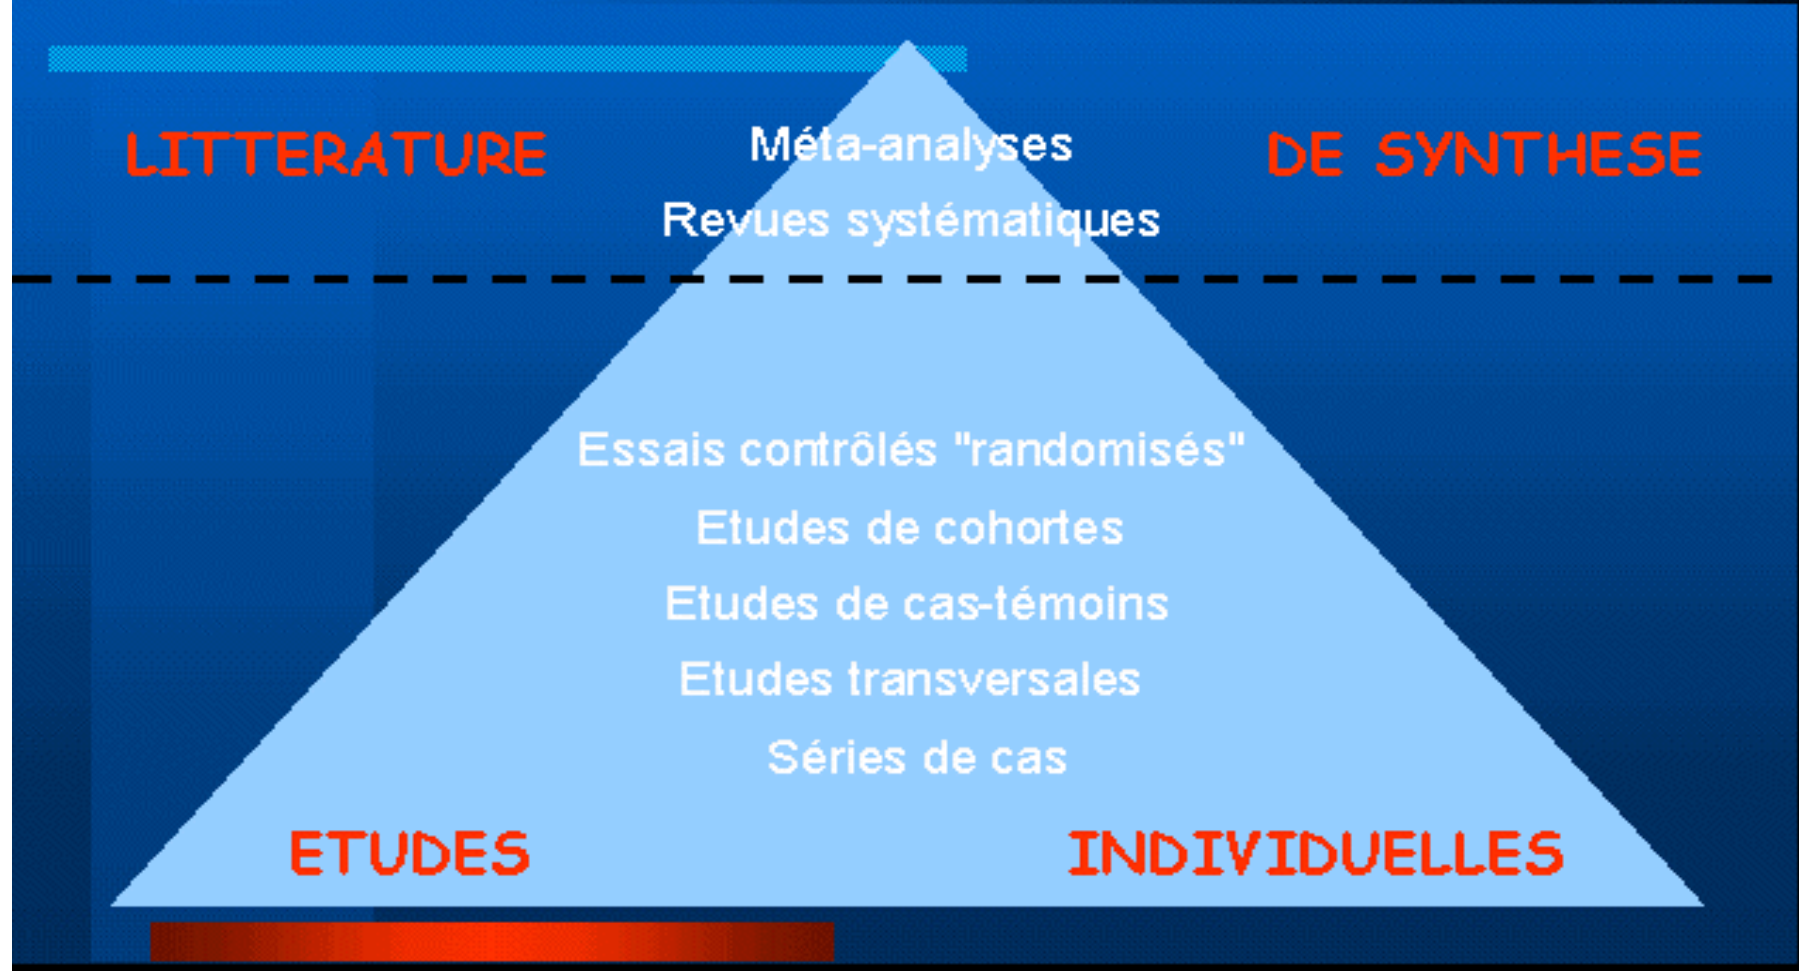 LITTERATURE Méta-analyses DE SYNTHESE
Revues systématiques
Essais contrôlés "randomisés"
Etudes de cohortes
Etudes de cas-témoins
Etudes transversales
Séries de cas
ETUDES INDIVIDUELLES